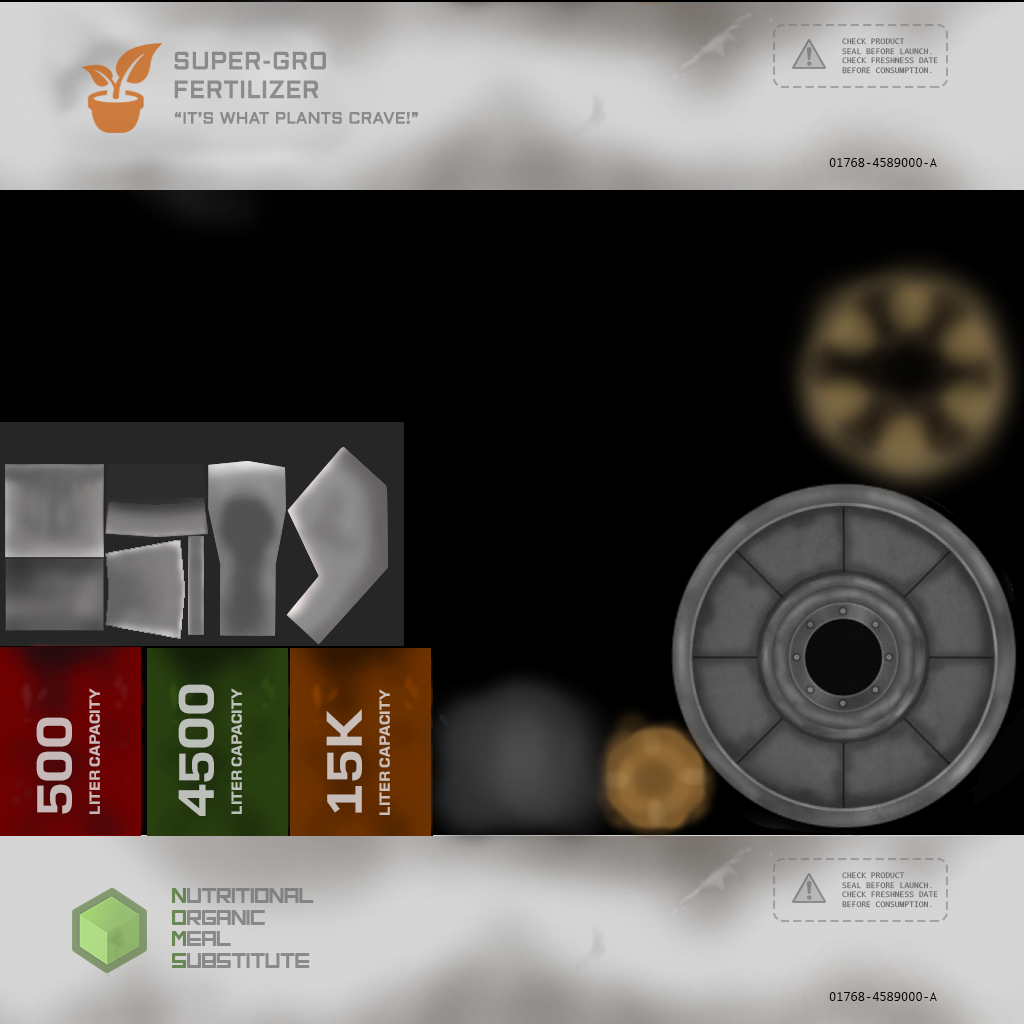 SUPER-GRO
FERTILIZER
“IT'S WHAT PLANTS CRAVE!”
CHECK PRODUCT
SEAL BEFORE LAUNCH.
CHECK FRESHNESS DATE
BEFORE CONSUMPTION.
01768-4589000-A
500
LITER CAPACITY
4500
LITER CAPACITY
15K
LITER CAPACITY
NUTRITIONAL
ORGANIC
MEAL
SUBSTITUTE
CHECK PRODUCT
SEAL BEFORE LAUNCH.
CHECK FRESHNESS DATE
BEFORE CONSUMPTION.
01768-4589000-A